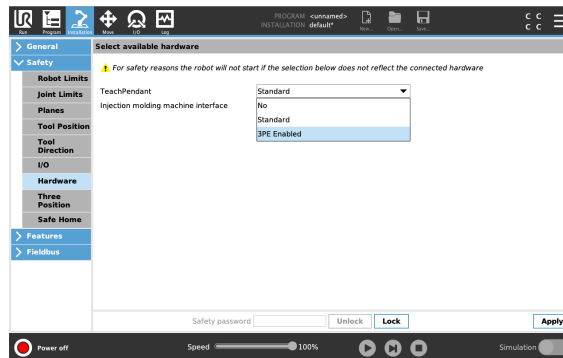 UR
Run
Program
Installation
Move
I/O
Log
PROGRAM <unnamed>
INSTALLATION default*
New...
Open...
Save...
C C
C C
General
Safety
Robot Limits
Joint Limits
Planes
Tool Position
Tool
Direction
I/O
Hardware
Three
Position
Safe Home
Features
Fieldbus
Select available hardware
For safety reasons the robot will not start if the selection below does not reflect the connected hardware
TeachPendant
Standard
Injection molding machine interface
No
Standard
3PE Enabled
Safety password
Unlock
Lock
Apply
Power off
Speed
100%
Simulation